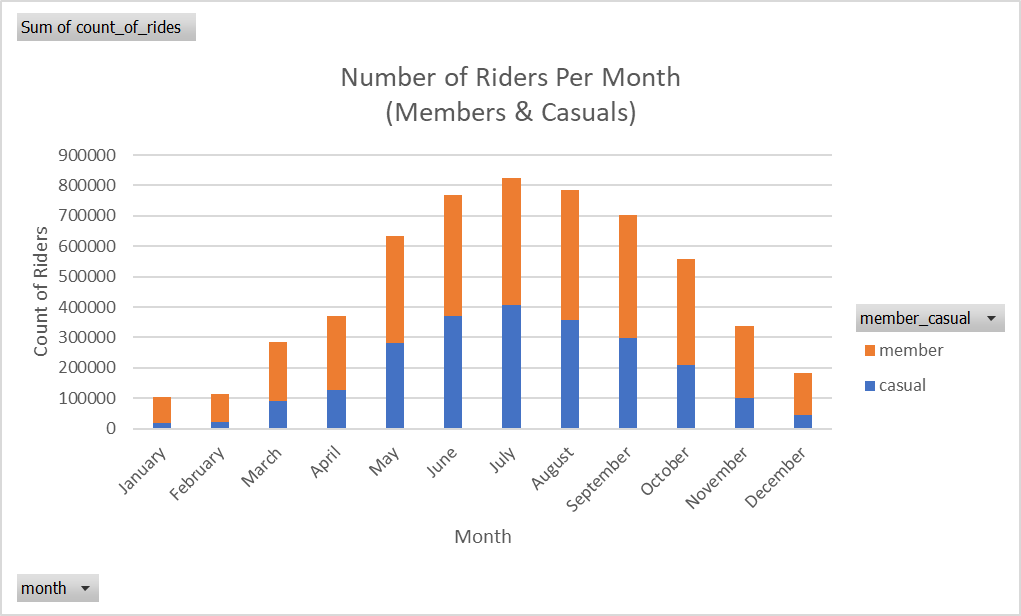 Sum of count_of_rides
Number of Riders Per Month
(Members & Casuals)
Count of Riders
900000
800000
700000
600000
500000
400000
300000
200000
100000
0
January
February
March
April
May
June
July
August
September
October
November
December
Month
member_casual
member
casual
month